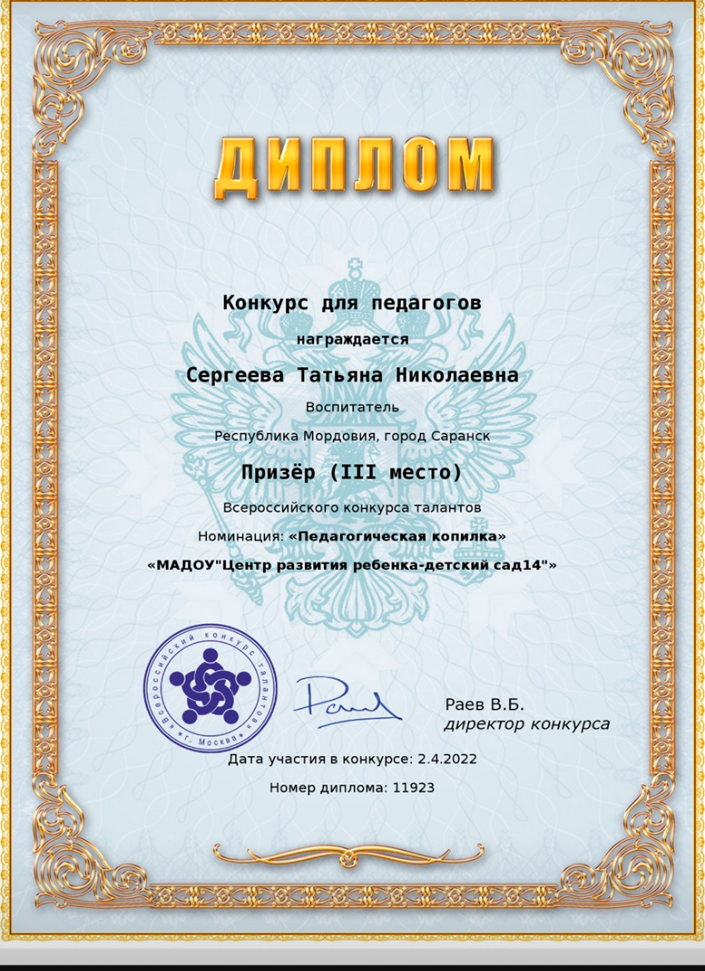 ДИПЛОМ
Конкурс для педагогов
награждается
Сергеева Татьяна Николаевна
Воспитатель
Республика Мордовия, город Саранск
Призёр (III место)
Всероссийского конкурса талантов
Номинация: «Педагогическая копилка»
«МАДОУ"Центр развития ребенка-детский сад14"»
«Всероссийский конкурс талантов»
г. Москва
Раев В.Б.
директор конкурса
Дата участия в конкурсе: 2.4.2022
Номер диплома: 11923